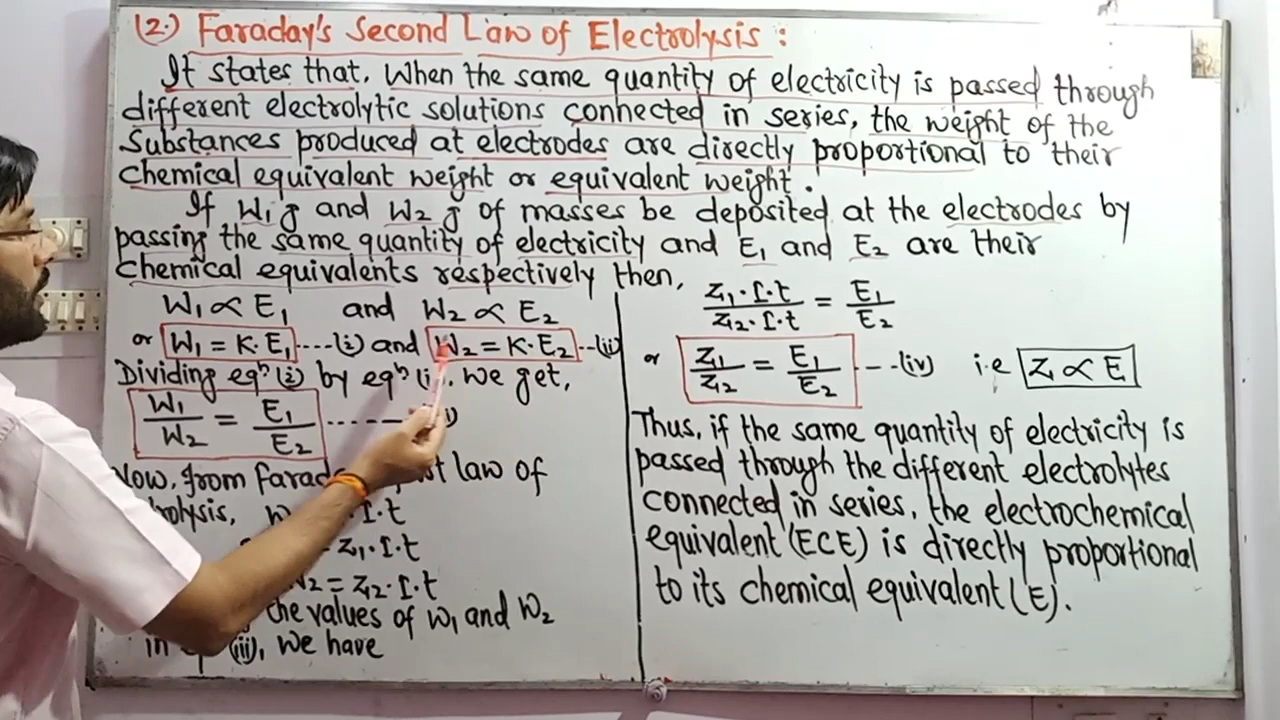 (2.) Faraday's Second Law of Electrolysis :
It states that, when the same quantity of electricity is passed through
different electrolytic solutions connected in series, the weight of the
Substances produced at electrodes are directly proportional to their
chemical equivalent weight or equivalent weight.
If W₁ g and W₂ g of masses be deposited at the electrodes by
passing the same quantity of electricity and E₁ and E₂ are their
chemical equivalents respectively then,
W₁ ∝ E₁ and W₂ ∝ E₂
or W₁ = K·E₁ ----(i) and W₂ = K·E₂ --(ii)
Dividing eqⁿ (i) by eqⁿ we get,
W₁/W₂ = E₁/E₂ ------
Now, from law of
I·t
Z₁·I·t
W₂ = Z₂·I·t
the values of W₁ and W₂
in (iii), we have
Z₁·I·t/Z₂·I·t = E₁/E₂
or Z₁/Z₂ = E₁/E₂ ---(iv) i.e Z ∝ E
Thus, if the same quantity of electricity is
passed through the different electrolytes
connected in series, the electrochemical
equivalent (ECE) is directly proportional
to its chemical equivalent (E).